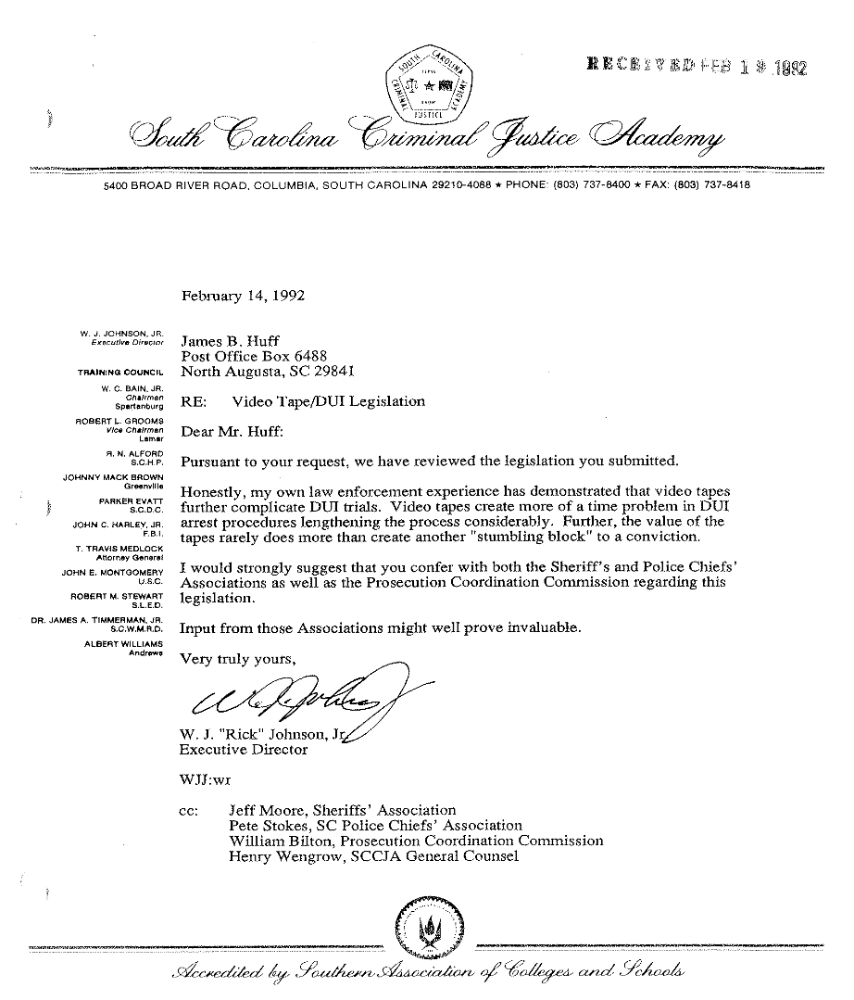 RECEIVED FEB 19 1992
SOUTH CAROLINA
CRIMINAL JUSTICE ACADEMY
South Carolina Criminal Justice Academy
5400 BROAD RIVER ROAD, COLUMBIA, SOUTH CAROLINA 29210-4088 ★ PHONE: (803) 737-8400 ★ FAX: (803) 737-8418
February 14, 1992
W. J. JOHNSON, JR.
Executive Director
TRAINING COUNCIL
W. C. BAIN, JR.
Chairman
Spartanburg
ROBERT L. GROOMS
Vice Chairman
Lamar
R. N. ALFORD
S.C.H.P.
JOHNNY MACK BROWN
Greenville
PARKER EVATT
S.C.D.C.
JOHN C. HARLEY, JR.
F.B.I.
T. TRAVIS MEDLOCK
Attorney General
JOHN E. MONTGOMERY
U.S.C.
ROBERT M. STEWART
S.L.E.D.
DR. JAMES A. TIMMERMAN, JR.
S.C.W.M.R.D.
ALBERT WILLIAMS
Andrews
James B. Huff
Post Office Box 6488
North Augusta, SC 29841
RE: Video Tape/DUI Legislation
Dear Mr. Huff:
Pursuant to your request, we have reviewed the legislation you submitted.
Honestly, my own law enforcement experience has demonstrated that video tapes
further complicate DUI trials. Video tapes create more of a time problem in DUI
arrest procedures lengthening the process considerably. Further, the value of the
tapes rarely does more than create another "stumbling block" to a conviction.
I would strongly suggest that you confer with both the Sheriff's and Police Chiefs'
Associations as well as the Prosecution Coordination Commission regarding this
legislation.
Input from those Associations might well prove invaluable.
Very truly yours,
W. J. "Rick" Johnson, Jr.
Executive Director
WJJ:wr
cc: Jeff Moore, Sheriffs' Association
Pete Stokes, SC Police Chiefs' Association
William Bilton, Prosecution Coordination Commission
Henry Wengrow, SCCJA General Counsel
Accredited by Southern Association of Colleges and Schools